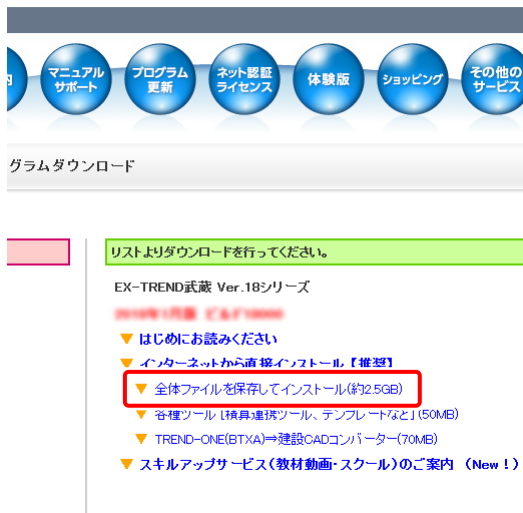 マニュアル
サポート
プログラム
更新
ネット認証
ライセンス
体験版
ショッピング
その他の
サービス
グラムダウンロード
リストよりダウンロードを行ってください。
EX-TREND武蔵 Ver.18シリーズ
▼ はじめにお読みください
▼ インターネットから直接インストール【推奨】
▼ 全体ファイルを保存してインストール(約2.5GB)
▼ 各種ツール [積算連携ツール、テンプレートなど](50MB)
▼ TREND-ONE(BTXA)⇒建設CADコンバーター(70MB)
▼ スキルアップサービス(教材動画・スクール)のご案内 (New!)